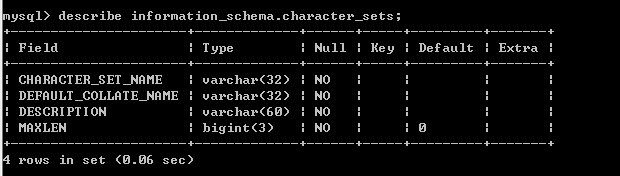 mysql> describe information_schema.character_sets;
+----------------------+-------------+------+-----+---------+-------+
| Field                | Type        | Null | Key | Default | Extra |
+----------------------+-------------+------+-----+---------+-------+
| CHARACTER_SET_NAME   | varchar(32) | NO   |     |         |       |
| DEFAULT_COLLATE_NAME | varchar(32) | NO   |     |         |       |
| DESCRIPTION          | varchar(60) | NO   |     |         |       |
| MAXLEN               | bigint(3)   | NO   |     | 0       |       |
+----------------------+-------------+------+-----+---------+-------+
4 rows in set (0.06 sec)